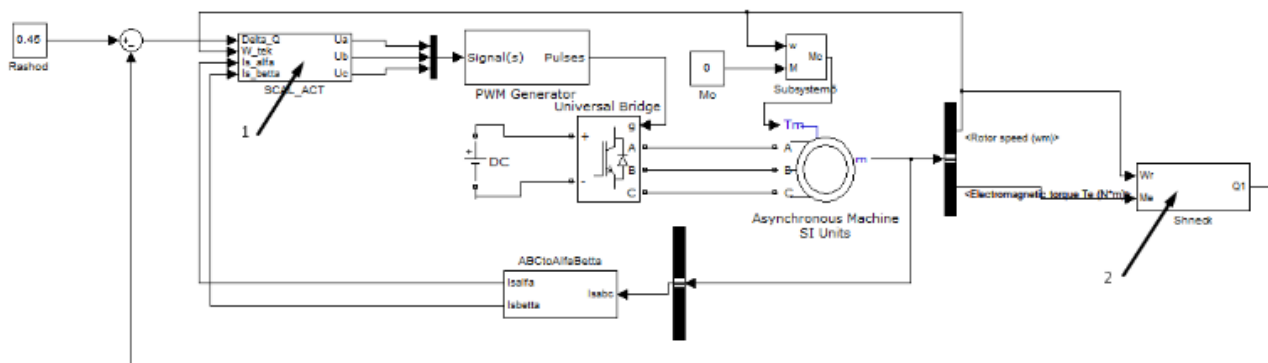 0.45
Rashod
Delta_Q
W_tek
Is_alfa
Is_betta
Ua
Ub
Uc
SCAL_ACT
1
Signal(s)
Pulses
PWM Generator
0
Mo
w
M
Mc
Subsystem5
Universal Bridge
g
+
-
A
B
C
DC
+
Tm
A
B
C
m
Asynchronous Machine
SI Units
<Rotor speed (wm)>
<Electromagnetic torque Te (N*m)>
Wr
Me
Q1
Shneck
2
ABCtoAlfaBetta
Isalfa
Isbetta
Isabc